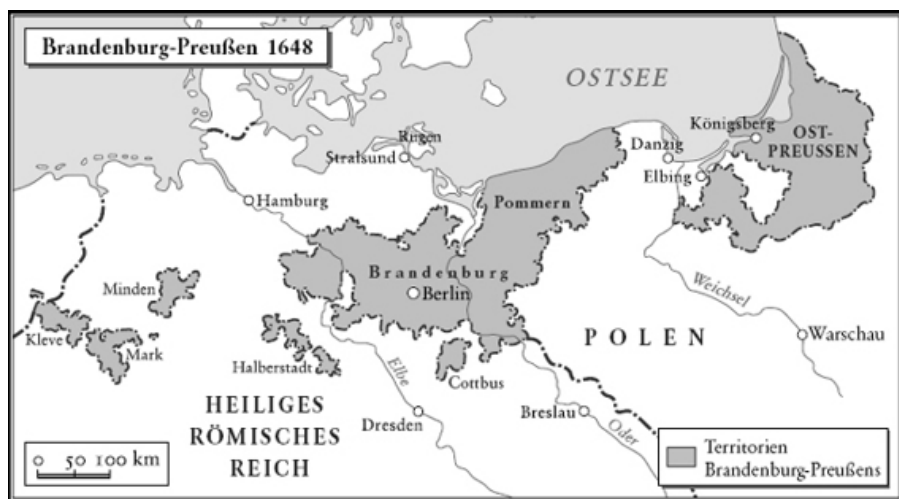 Brandenburg-Preußen 1648
OSTSEE
Rügen
Stralsund
Königsberg
Danzig
OST-
PREUSSEN
Elbing
Hamburg
Pommern
Brandenburg
Berlin
Minden
Weichsel
Kleve
Mark
Halberstadt
Elbe
Cottbus
POLEN
Warschau
HEILIGES
RÖMISCHES
REICH
Dresden
Breslau
Oder
0 50 100 km
Territorien
Brandenburg-Preußens